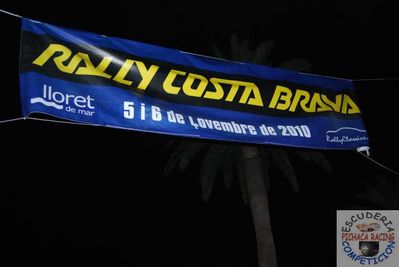 RALLY COSTA BRAVA
lloret
de mar
5 i 6 de novembre de 2010
RallyClassics
ESCUDERIA
PICHACA RACING
COMPETICION